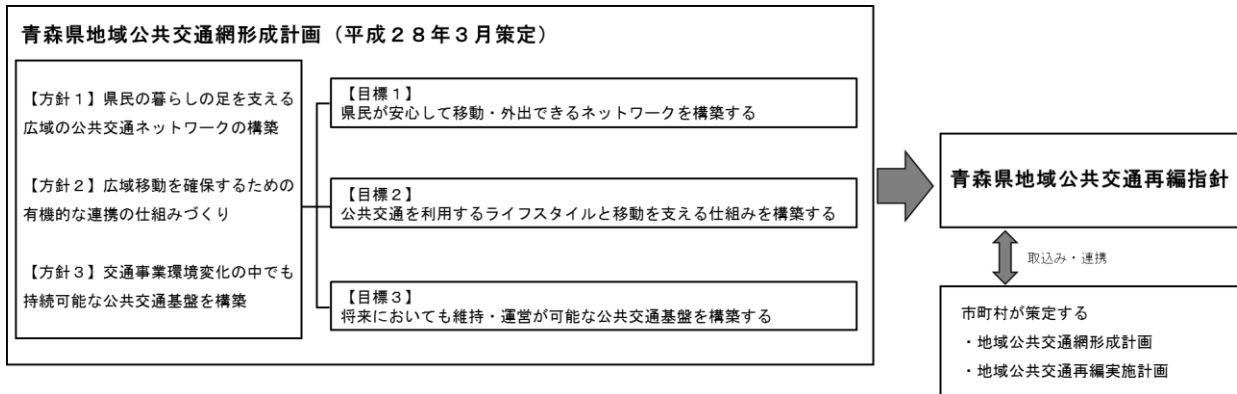 青森県地域公共交通網形成計画（平成２８年３月策定）
【方針１】県民の暮らしの足を支える
広域の公共交通ネットワークの構築
【方針２】広域移動を確保するための
有機的な連携の仕組みづくり
【方針３】交通事業環境変化の中でも
持続可能な公共交通基盤を構築
【目標１】
県民が安心して移動・外出できるネットワークを構築する
【目標２】
公共交通を利用するライフスタイルと移動を支える仕組みを構築する
【目標３】
将来においても維持・運営が可能な公共交通基盤を構築する
青森県地域公共交通再編指針
取込み・連携
市町村が策定する
・地域公共交通網形成計画
・地域公共交通再編実施計画